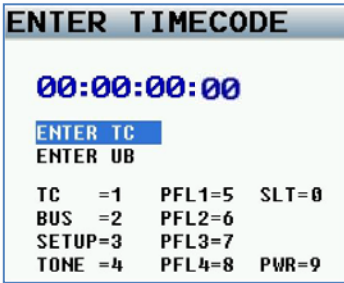 ENTER TIMECODE
00:00:00:00
ENTER TC
ENTER UB
TC =1 PFL1=5 SLT=0
BUS =2 PFL2=6
SETUP=3 PFL3=7
TONE =4 PFL4=8 PWR=9